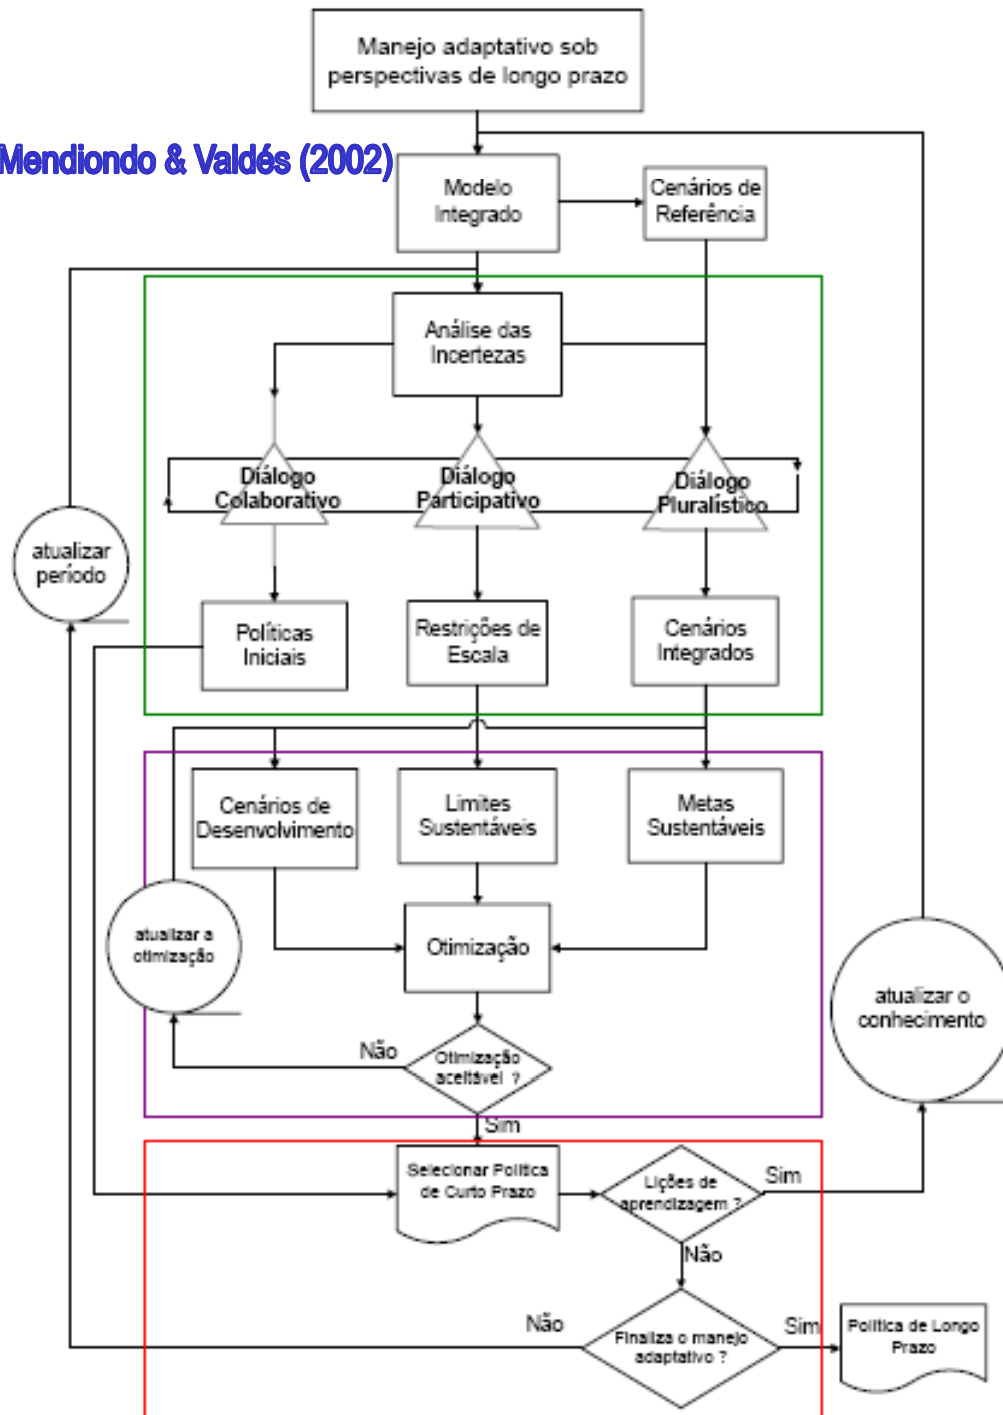 Manejo adaptativo sob
perspectivas de longo prazo
Mendiondo & Valdés (2002)
Modelo
Integrado
Cenários de
Referência
Análise das
Incertezas
Diálogo
Colaborativo
Diálogo
Participativo
Diálogo
Pluralístico
atualizar
período
Políticas
Iniciais
Restrições de
Escala
Cenários
Integrados
Cenários de
Desenvolvimento
Limites
Sustentáveis
Metas
Sustentáveis
atualizar a
otimização
Otimização
atualizar o
conhecimento
Não
Otimização
aceitável ?
Sim
Selecionar Política
de Curto Prazo
Lições de
aprendizagem ?
Sim
Não
Não
Finaliza o manejo
adaptativo ?
Sim
Política de Longo
Prazo